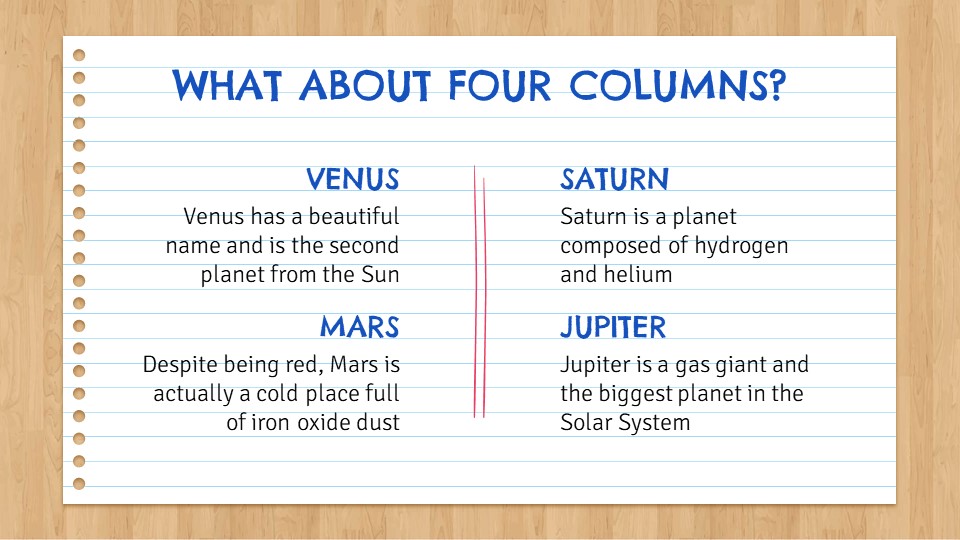 WHAT ABOUT FOUR COLUMNS?
VENUS
Venus has a beautiful
name and is the second
planet from the Sun
SATURN
Saturn is a planet
composed of hydrogen
and helium
MARS
Despite being red, Mars is
actually a cold place full
of iron oxide dust
JUPITER
Jupiter is a gas giant and
the biggest planet in the
Solar System